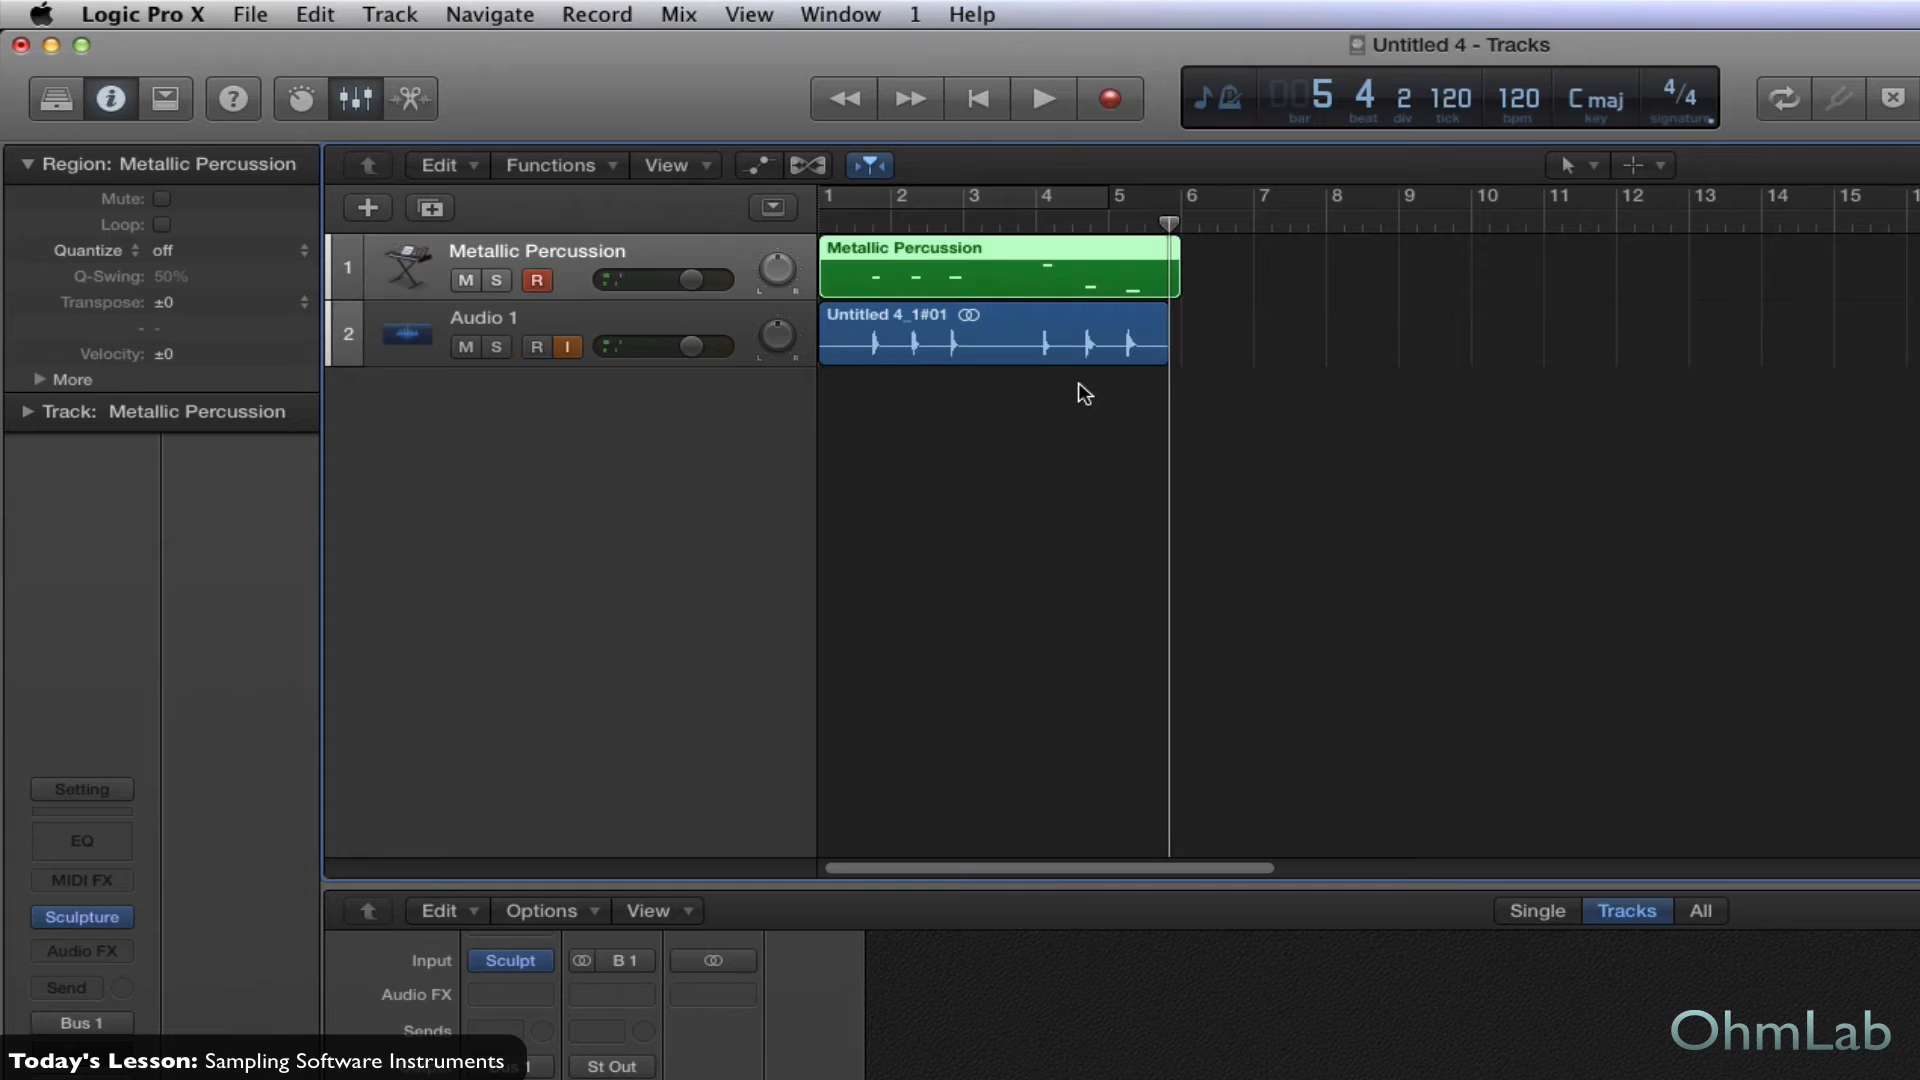 Logic Pro X File Edit Track Navigate Record Mix View Window 1 Help
Untitled 4 - Tracks
5 4 2 120 120 C maj 4/4
bar beat div tick bpm key signature
Region: Metallic Percussion
Edit Functions View
Mute:
Loop:
Quantize off
Q-Swing: 50%
Transpose: ±0
- -
Velocity: ±0
More
Track: Metallic Percussion
1 2 3 4 5 6 7 8 9 10 11 12 13 14 15
1 Metallic Percussion
M S R
L R
Metallic Percussion
2 Audio 1
M S R I
L R
Untitled 4_1#01
Setting
EQ
MIDI FX
Sculpture
Audio FX
Send
Bus 1
Edit Options View Single Tracks All
Input Sculpt B 1
Audio FX
Sends
St Out
OhmLab
Today's Lesson: Sampling Software Instruments